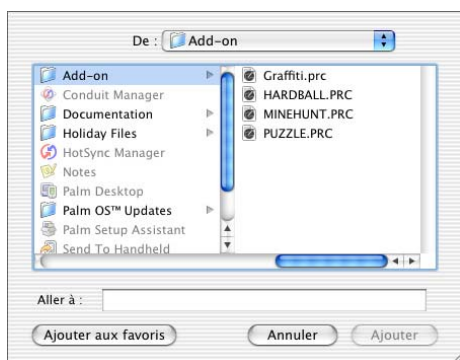 De : Add-on
Add-on
Conduit Manager
Documentation
Holiday Files
HotSync Manager
Notes
Palm Desktop
Palm OS™ Updates
Palm Setup Assistant
Send To Handheld
Graffiti.prc
HARDBALL.PRC
MINEHUNT.PRC
PUZZLE.PRC
Aller à :
Ajouter aux favoris
Annuler
Ajouter